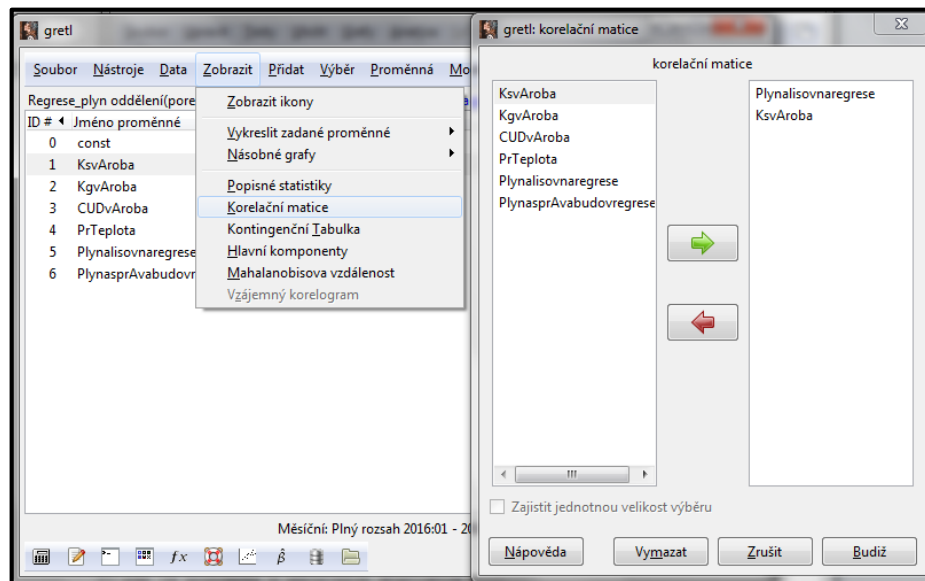 gretl
Soubor Nástroje Data Zobrazit Přidat Výběr Proměnná Mo
Regrese_plyn oddělení(pore
ID # Jméno proměnné
0 const
1 KsvAroba
2 KgvAroba
3 CUDvAroba
4 PrTeplota
5 Plynalisovnaregrese
6 PlynasprAvabudovr
Zobrazit ikony
Vykreslit zadané proměnné
Násobné grafy
Popisné statistiky
Korelační matice
Kontingenční Tabulka
Hlavní komponenty
Mahalanobisova vzdálenost
Vzájemný korelogram
Měsíční: Plný rozsah 2016:01 - 20
fx
β̂
gretl: korelační matice
korelační matice
KsvAroba
KgvAroba
CUDvAroba
PrTeplota
Plynalisovnaregrese
PlynasprAvabudovregrese
Plynalisovnaregrese
KsvAroba
Zajistit jednotnou velikost výběru
Nápověda Vymazat Zrušit Budiž